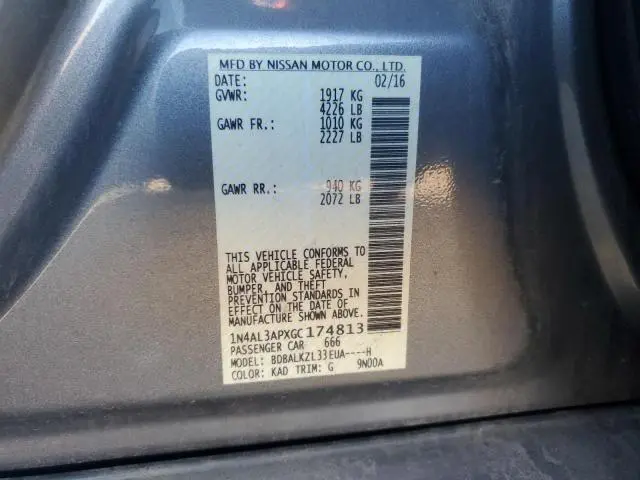 MFD BY NISSAN MOTOR CO., LTD.
DATE: 02/16
GVWR: 1917 KG
4226 LB
GAWR FR.: 1010 KG
2227 LB
GAWR RR.: 940 KG
2072 LB
THIS VEHICLE CONFORMS TO
ALL APPLICABLE FEDERAL
MOTOR VEHICLE SAFETY,
BUMPER, AND THEFT
PREVENTION STANDARDS IN
EFFECT ON THE DATE OF
MANUFACTURE SHOWN ABOVE.
1N4AL3APXGC174813
PASSENGER CAR 666
MODEL: BDBALKZL33EUA----H
COLOR: KAD TRIM: G 9N00A